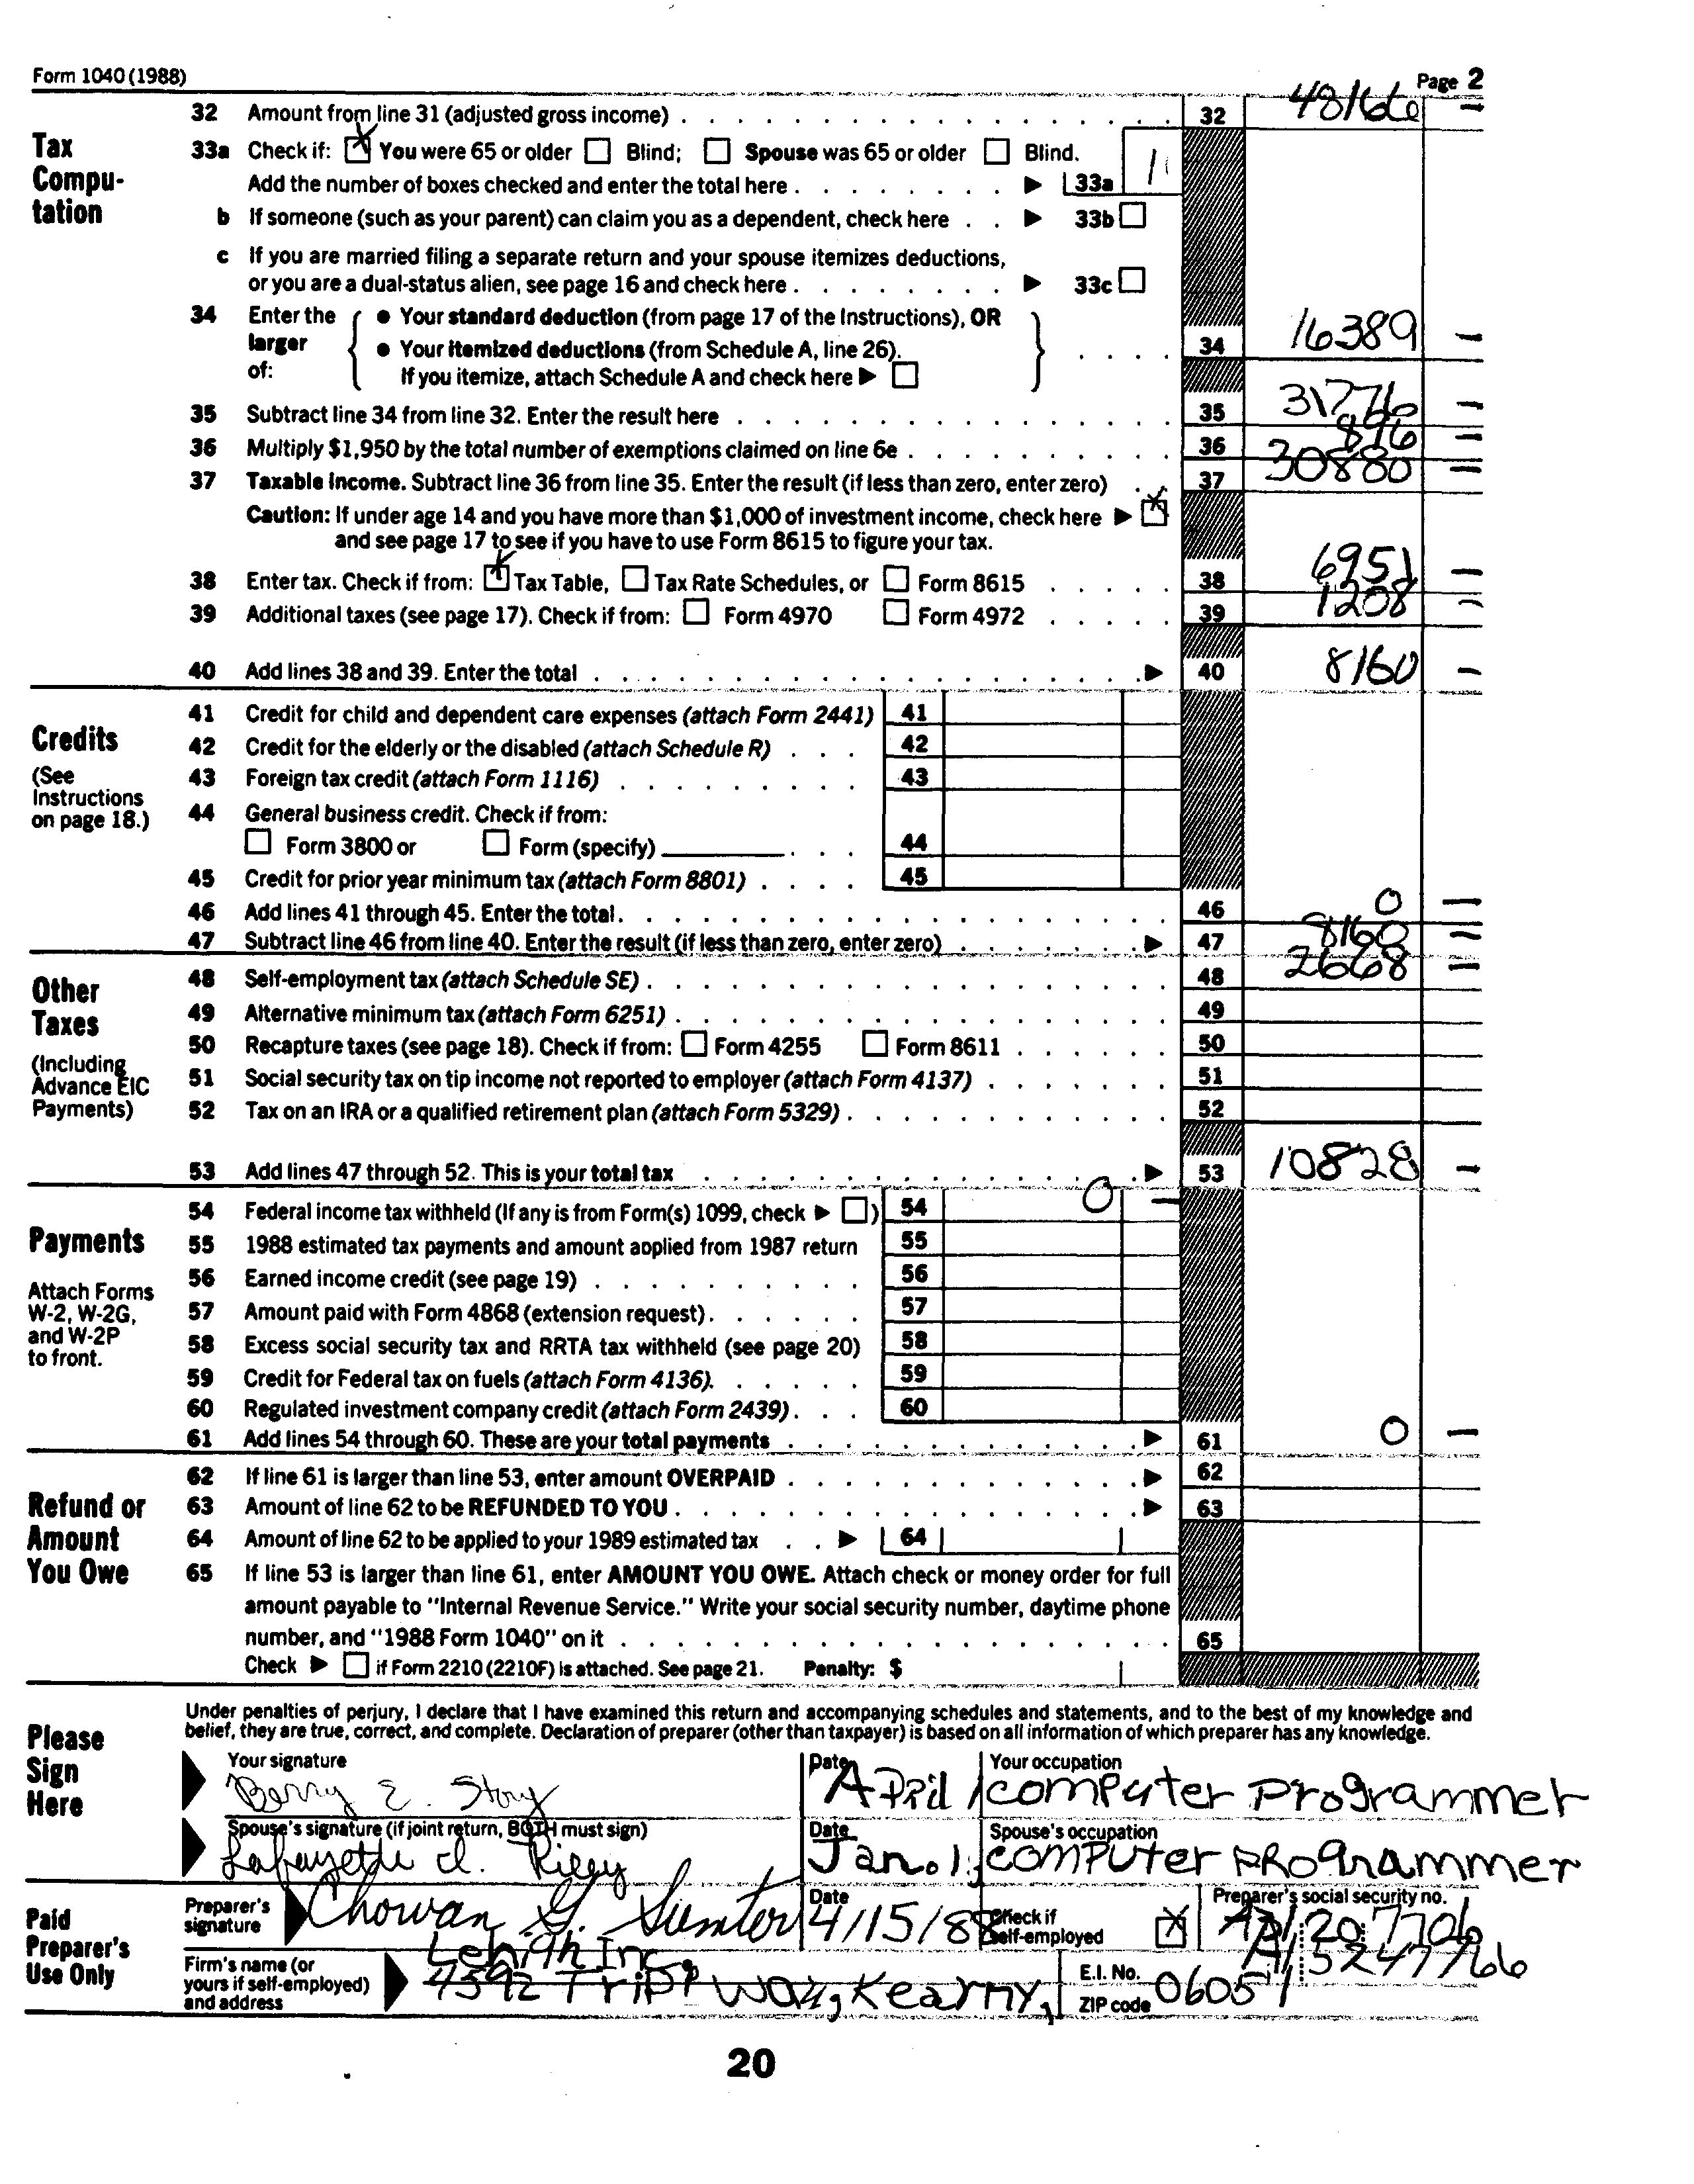 Form 1040 (1988) Page 2
Tax Computation
32 Amount from line 31 (adjusted gross income) 32 48166 —
33a Check if: ☒ You were 65 or older ☐ Blind; ☐ Spouse was 65 or older ☐ Blind.
Add the number of boxes checked and enter the total here ▶ 33a 1
b If someone (such as your parent) can claim you as a dependent, check here ▶ 33b ☐
c If you are married filing a separate return and your spouse itemizes deductions,
or you are a dual-status alien, see page 16 and check here ▶ 33c ☐
34 Enter the larger of: { ● Your standard deduction (from page 17 of the Instructions), OR
● Your itemized deductions (from Schedule A, line 26). } 34 16389 —
If you itemize, attach Schedule A and check here ▶ ☐
35 Subtract line 34 from line 32. Enter the result here 35 31776 —
36 Multiply $1,950 by the total number of exemptions claimed on line 6e 36 896 —
37 Taxable income. Subtract line 36 from line 35. Enter the result (if less than zero, enter zero) 37 30880 —
Caution: If under age 14 and you have more than $1,000 of investment income, check here ▶ ☒
and see page 17 to see if you have to use Form 8615 to figure your tax.
38 Enter tax. Check if from: ☒ Tax Table, ☐ Tax Rate Schedules, or ☐ Form 8615 38 6951 —
39 Additional taxes (see page 17). Check if from: ☐ Form 4970 ☐ Form 4972 39 1208 —
40 Add lines 38 and 39. Enter the total ▶ 40 8160 —
Credits
(See Instructions on page 18.)
41 Credit for child and dependent care expenses (attach Form 2441) 41
42 Credit for the elderly or the disabled (attach Schedule R) 42
43 Foreign tax credit (attach Form 1116) 43
44 General business credit. Check if from:
☐ Form 3800 or ☐ Form (specify) 44
45 Credit for prior year minimum tax (attach Form 8801) 45
46 Add lines 41 through 45. Enter the total 46 0 —
47 Subtract line 46 from line 40. Enter the result (if less than zero, enter zero) ▶ 47 8160 —
Other Taxes
(Including Advance EIC Payments)
48 Self-employment tax (attach Schedule SE) 48 2668 —
49 Alternative minimum tax (attach Form 6251) 49
50 Recapture taxes (see page 18). Check if from: ☐ Form 4255 ☐ Form 8611 50
51 Social security tax on tip income not reported to employer (attach Form 4137) 51
52 Tax on an IRA or a qualified retirement plan (attach Form 5329) 52
53 Add lines 47 through 52. This is your total tax ▶ 53 10828 —
Payments
Attach Forms W-2, W-2G, and W-2P to front.
54 Federal income tax withheld (If any is from Form(s) 1099, check ▶ ☐) 54 0 —
55 1988 estimated tax payments and amount applied from 1987 return 55
56 Earned income credit (see page 19) 56
57 Amount paid with Form 4868 (extension request) 57
58 Excess social security tax and RRTA tax withheld (see page 20) 58
59 Credit for Federal tax on fuels (attach Form 4136) 59
60 Regulated investment company credit (attach Form 2439) 60
61 Add lines 54 through 60. These are your total payments ▶ 61 0 —
Refund or Amount You Owe
62 If line 61 is larger than line 53, enter amount OVERPAID ▶ 62
63 Amount of line 62 to be REFUNDED TO YOU ▶ 63
64 Amount of line 62 to be applied to your 1989 estimated tax ▶ 64
65 If line 53 is larger than line 61, enter AMOUNT YOU OWE. Attach check or money order for full
amount payable to "Internal Revenue Service." Write your social security number, daytime phone
number, and "1988 Form 1040" on it 65
Check ▶ ☐ if Form 2210 (2210F) is attached. See page 21. Penalty: $
Please Sign Here
Under penalties of perjury, I declare that I have examined this return and accompanying schedules and statements, and to the best of my knowledge and
belief, they are true, correct, and complete. Declaration of preparer (other than taxpayer) is based on all information of which preparer has any knowledge.
Your signature Date Your occupation
Berry E. Story April 1 computer programmer
Spouse's signature (if joint return, BOTH must sign) Date Spouse's occupation
Lafayette d. Riley Jan. 1, computer programmer
Paid Preparer's Use Only
Preparer's signature Chowan G. Sumter Date 4/15/88 Check if self-employed ☒ Preparer's social security no. 20 7706
Firm's name (or yours if self-employed) and address Lehigh Inc. E.I. No. 5247766
4592 Tripp Way, Kearny, ZIP code 06051
20